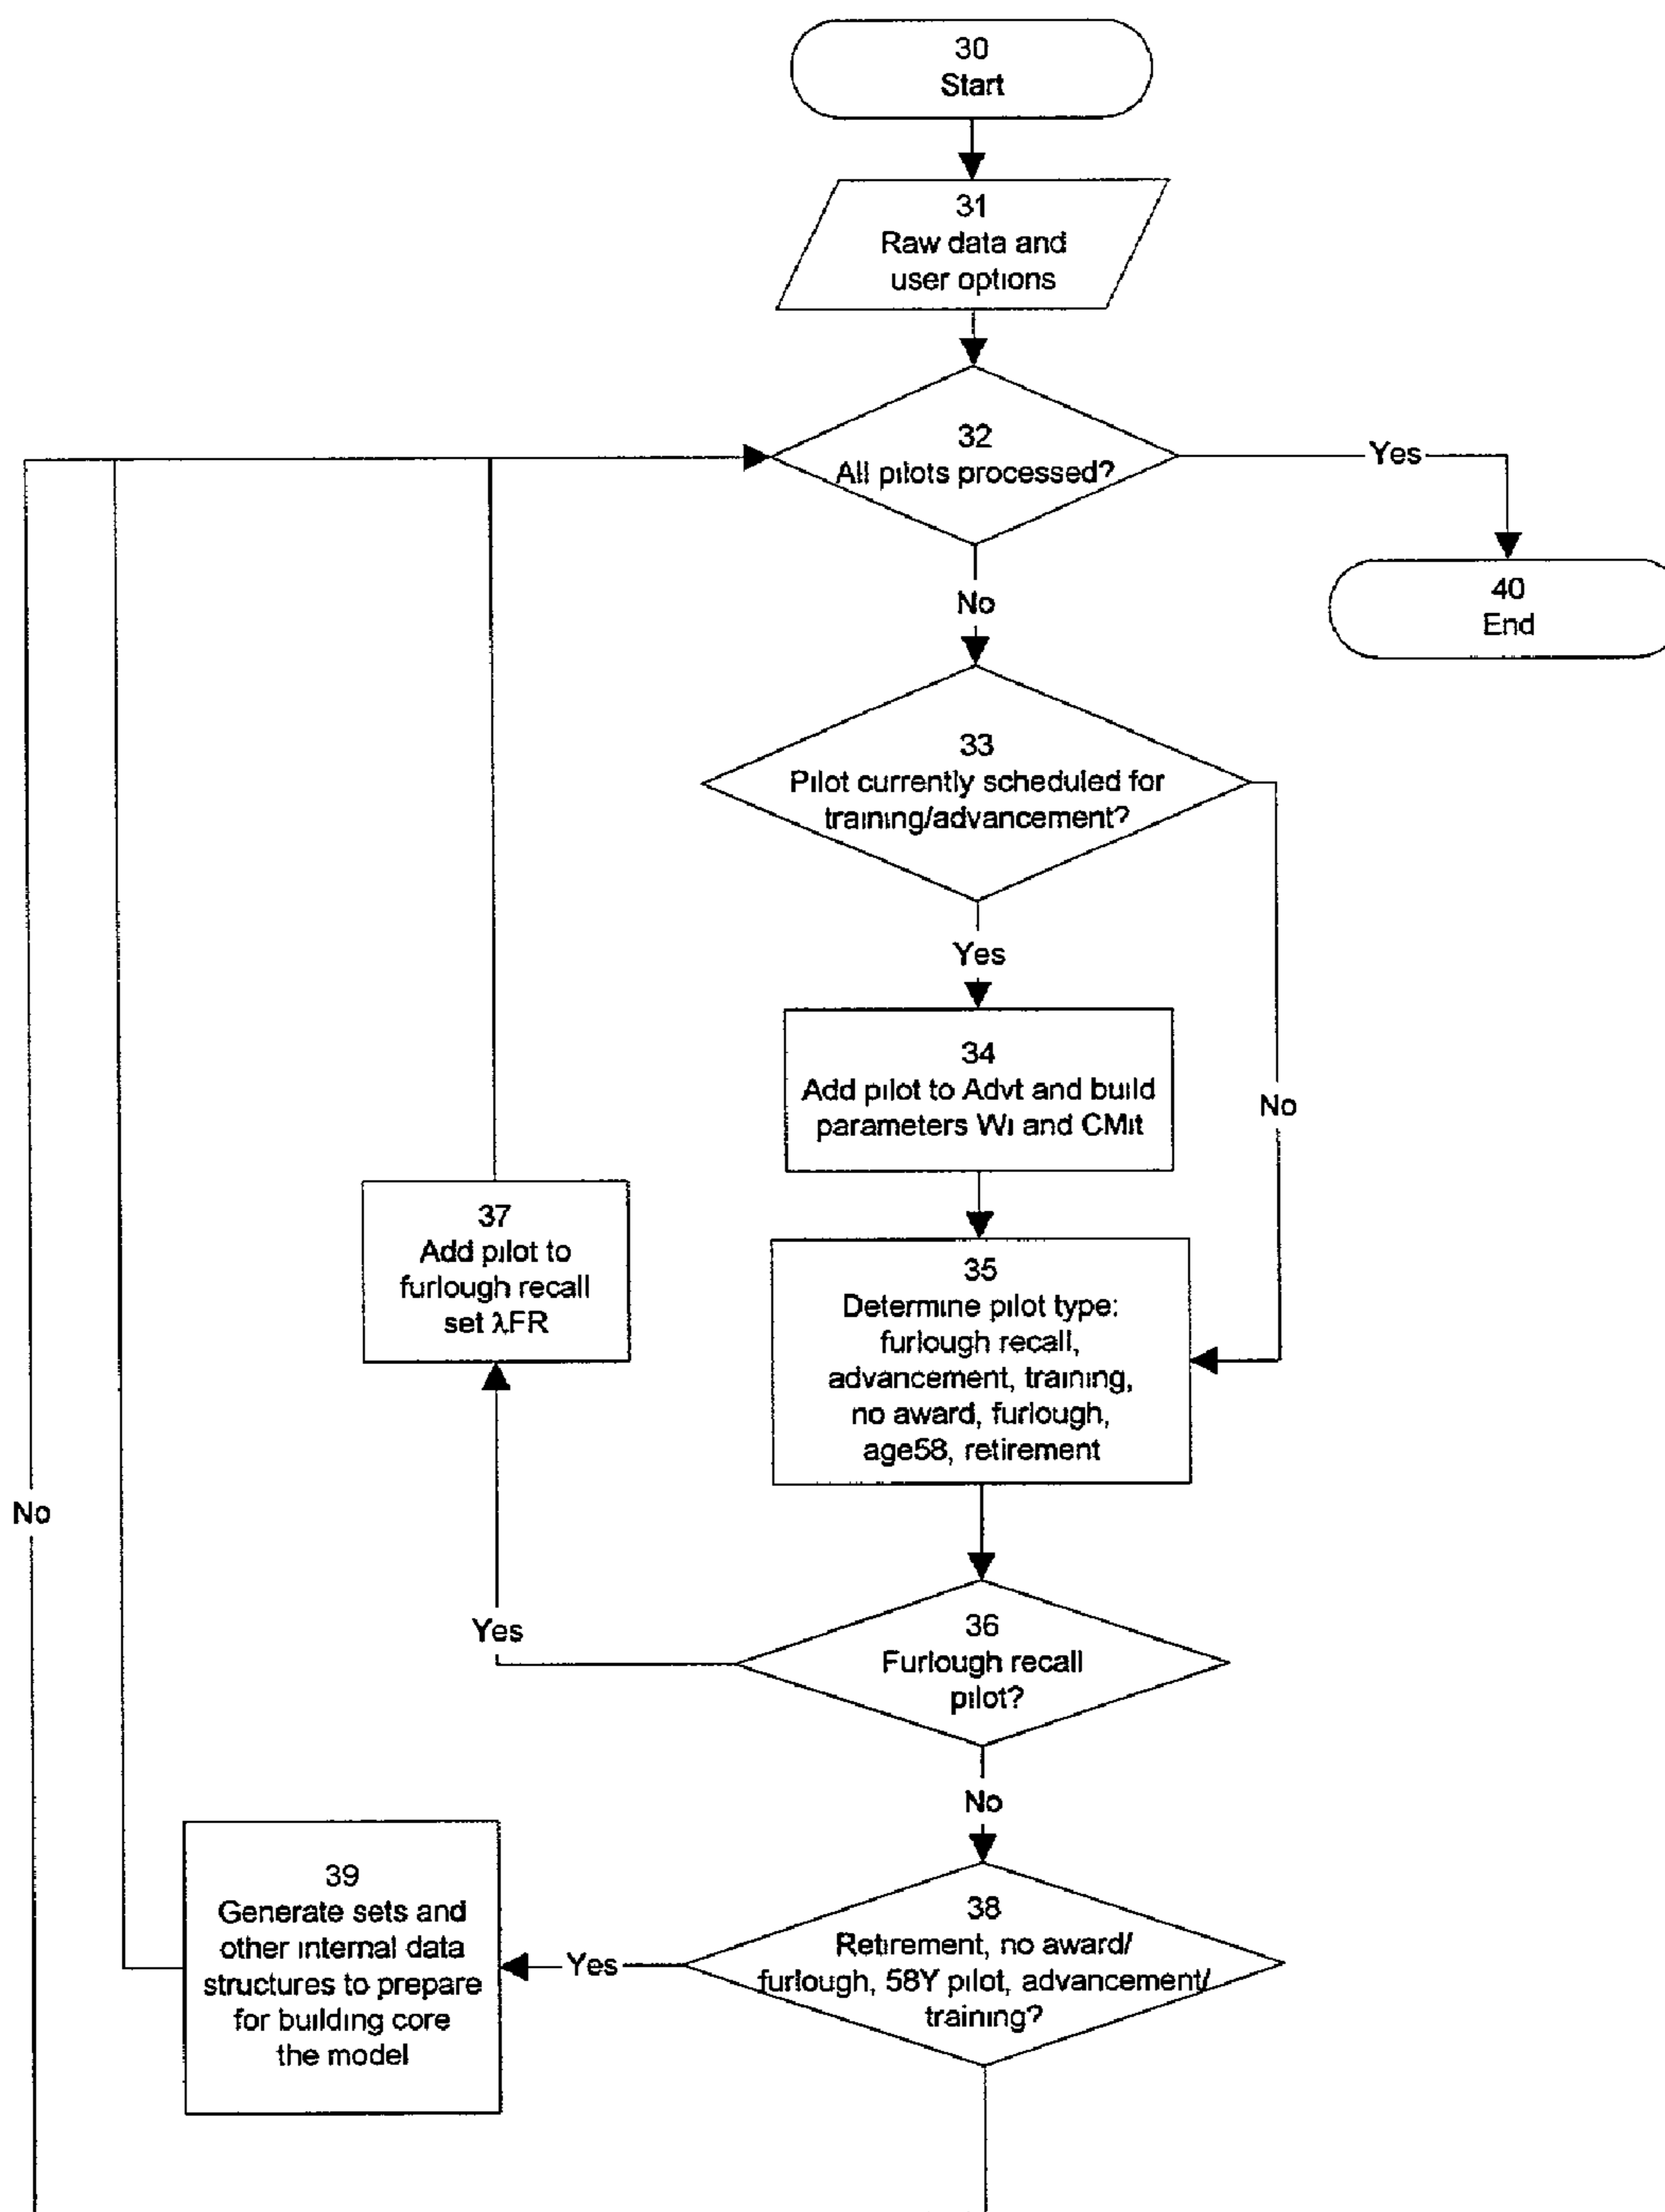 30
Start
31
Raw data and
user options
32
All pilots processed?
Yes
40
End
No
33
Pilot currently scheduled for
training/advancement?
Yes
No
34
Add pilot to Advt and build
parameters Wi and CMit
37
Add pilot to
furlough recall
set λFR
35
Determine pilot type:
furlough recall,
advancement, training,
no award, furlough,
age58, retirement
No
Yes
36
Furlough recall
pilot?
No
39
Generate sets and
other internal data
structures to prepare
for building core
the model
Yes
38
Retirement, no award/
furlough, 58Y pilot, advancement/
training?